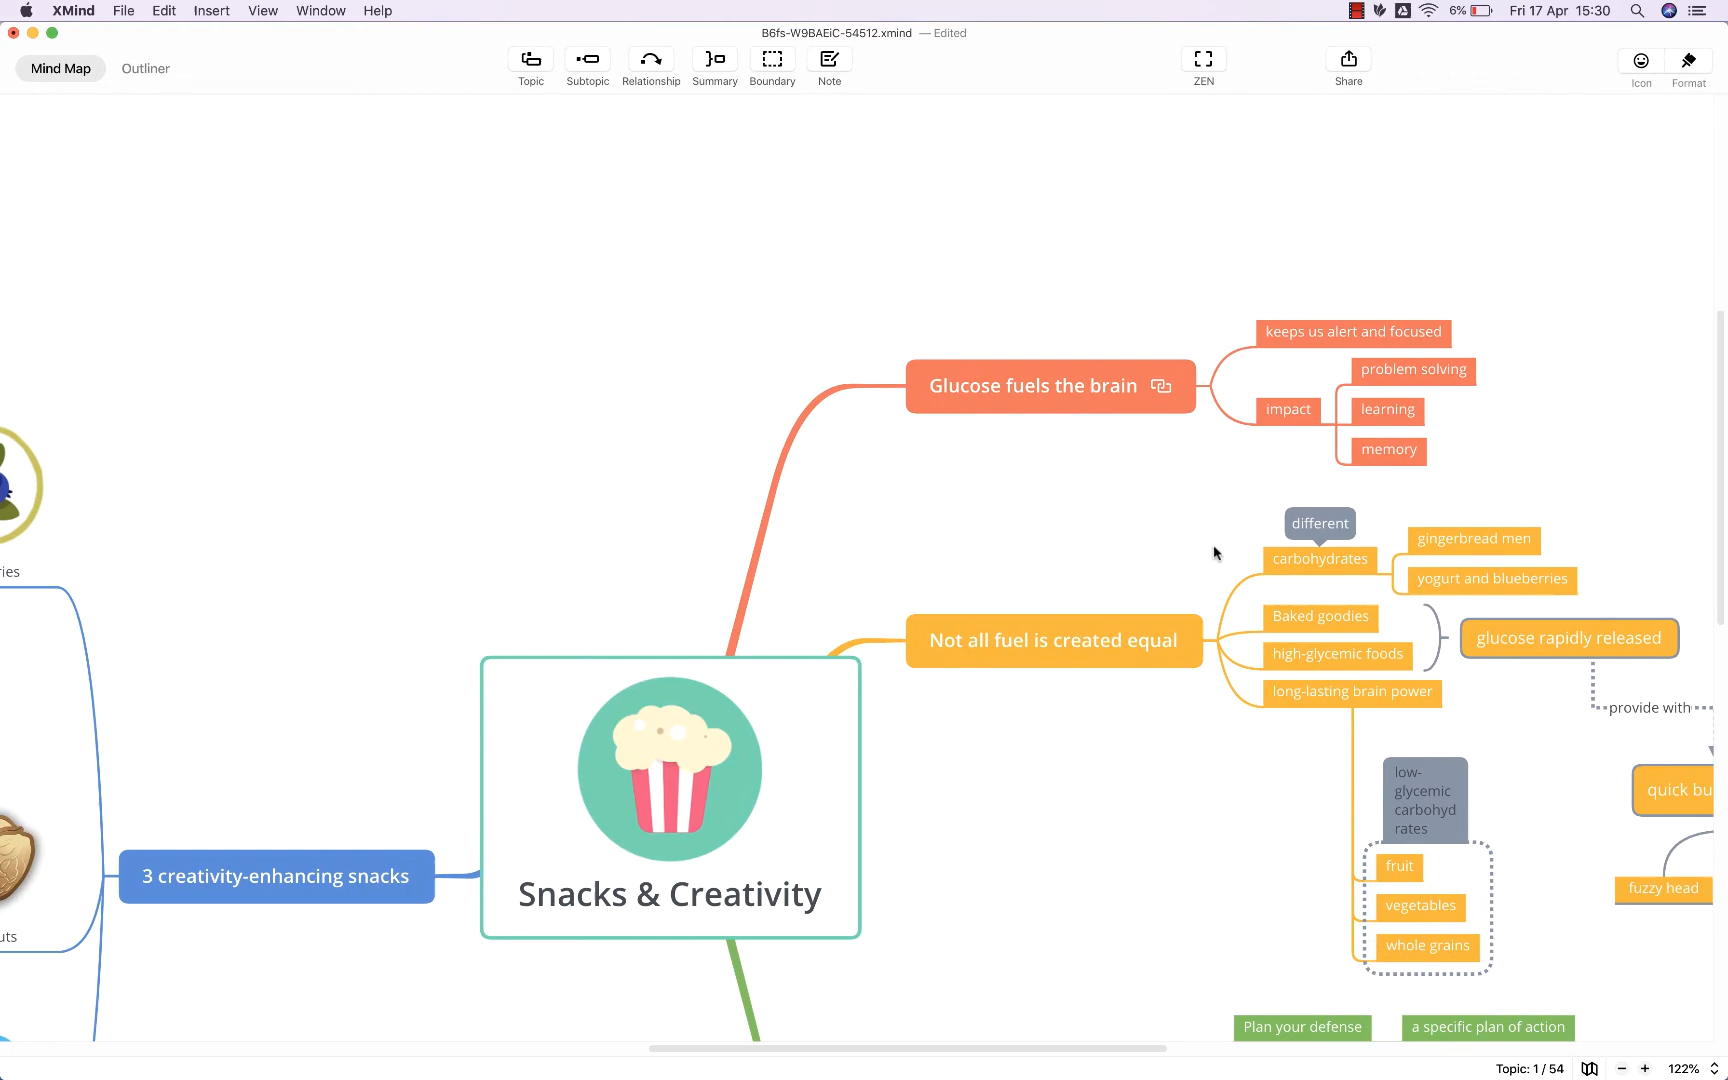 XMind File Edit Insert View Window Help
6% Fri 17 Apr 15:30
B6fs-W9BAEiC-54512.xmind — Edited
Mind Map Outliner
Topic Subtopic Relationship Summary Boundary Note ZEN Share Icon Format
keeps us alert and focused
Glucose fuels the brain
impact
problem solving
learning
memory
different
carbohydrates
gingerbread men
yogurt and blueberries
Not all fuel is created equal
Baked goodies
high-glycemic foods
long-lasting brain power
glucose rapidly released
provide with
low-
glycemic
carbohyd
rates
quick bu
fruit
vegetables
whole grains
fuzzy head
ries
uts
3 creativity-enhancing snacks
Snacks & Creativity
Plan your defense
a specific plan of action
Topic: 1 / 54
122%